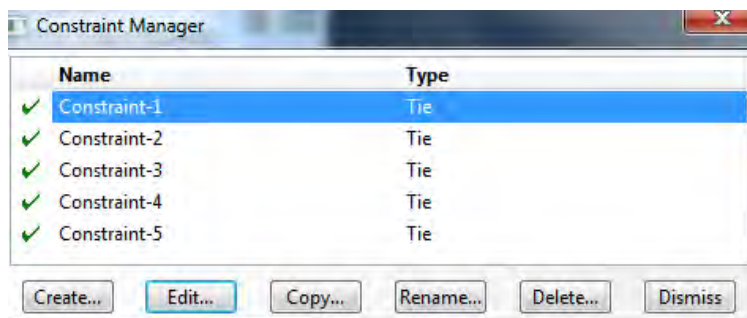 Constraint Manager
Name Type
Constraint-1 Tie
Constraint-2 Tie
Constraint-3 Tie
Constraint-4 Tie
Constraint-5 Tie
Create... Edit... Copy... Rename... Delete... Dismiss